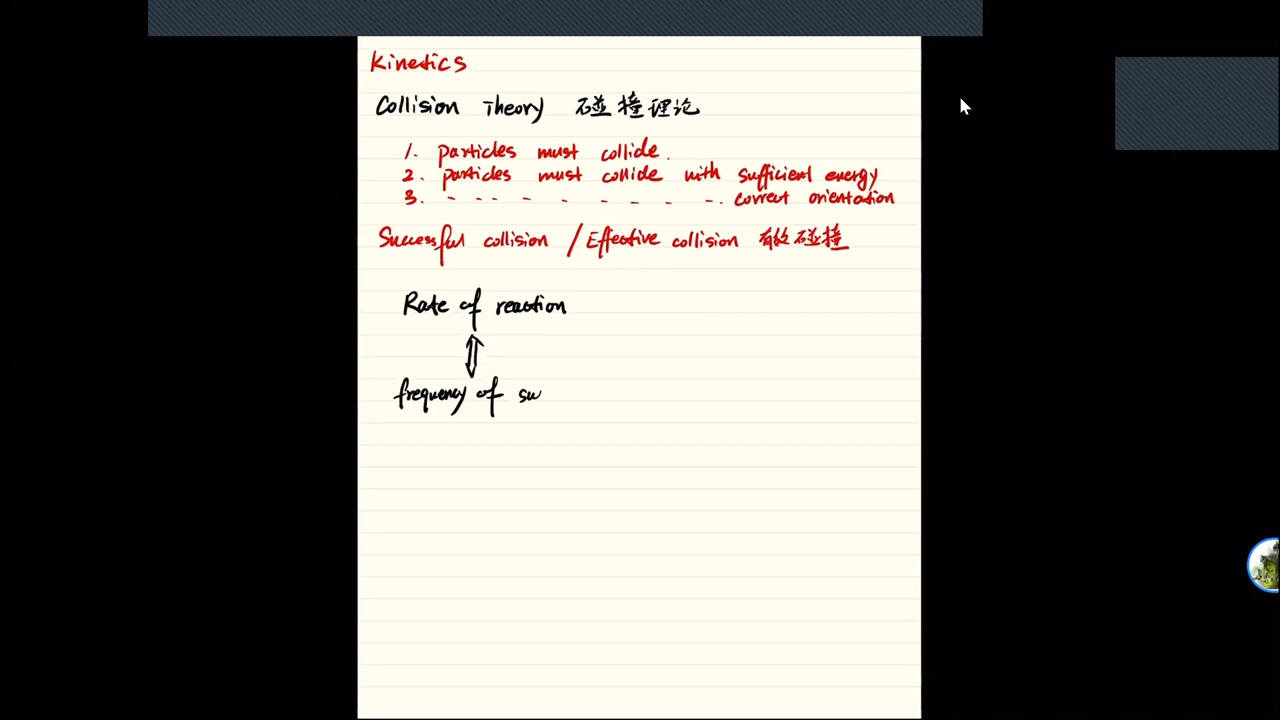 Kinetics
Collision Theory 碰撞理论
1. particles must collide.
2. particles must collide with sufficient energy
3. - - - - - - - - - . correct orientation
Successful collision / Effective collision 有效碰撞
Rate of reaction
⇕
frequency of su